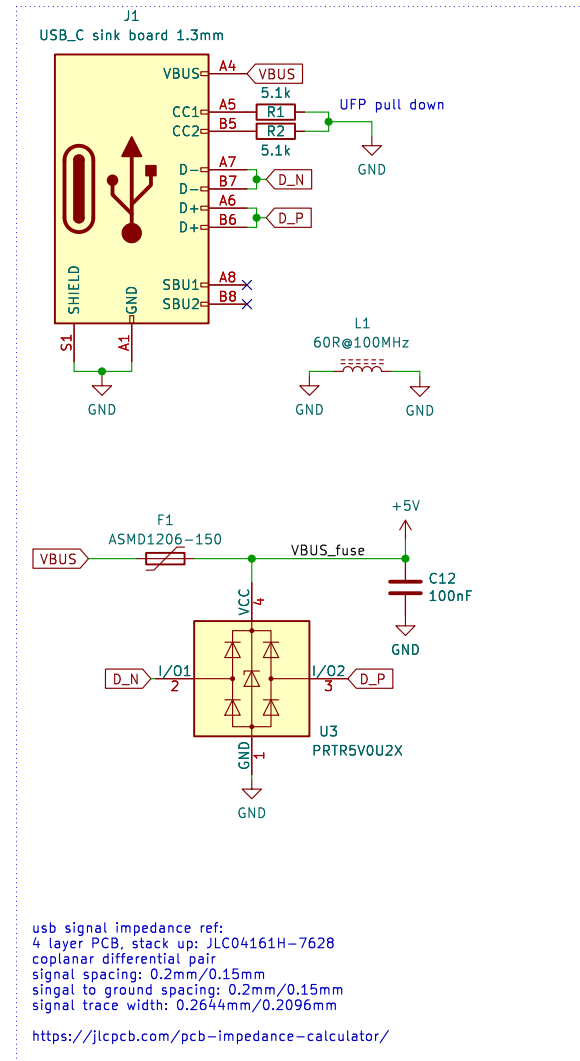 J1
USB_C sink board 1.3mm
VBUS A4 VBUS
5.1k
CC1 A5 R1 UFP pull down
CC2 B5 R2
5.1k
GND
D- A7
D- B7 D_N
D+ A6
D+ B6 D_P
SBU1 A8
SBU2 B8
SHIELD GND
S1 A1
GND
L1
60R@100MHz
GND GND
+5V
F1
ASMD1206-150
VBUS VBUS_fuse
C12
100nF
GND
VCC 4
D_N I/O1 2
I/O2 3 D_P
U3
PRTR5V0U2X
GND 1
GND
usb signal impedance ref:
4 layer PCB, stack up: JLC04161H-7628
coplanar differential pair
signal spacing: 0.2mm/0.15mm
singal to ground spacing: 0.2mm/0.15mm
signal trace width: 0.2644mm/0.2096mm
https://jlcpcb.com/pcb-impedance-calculator/